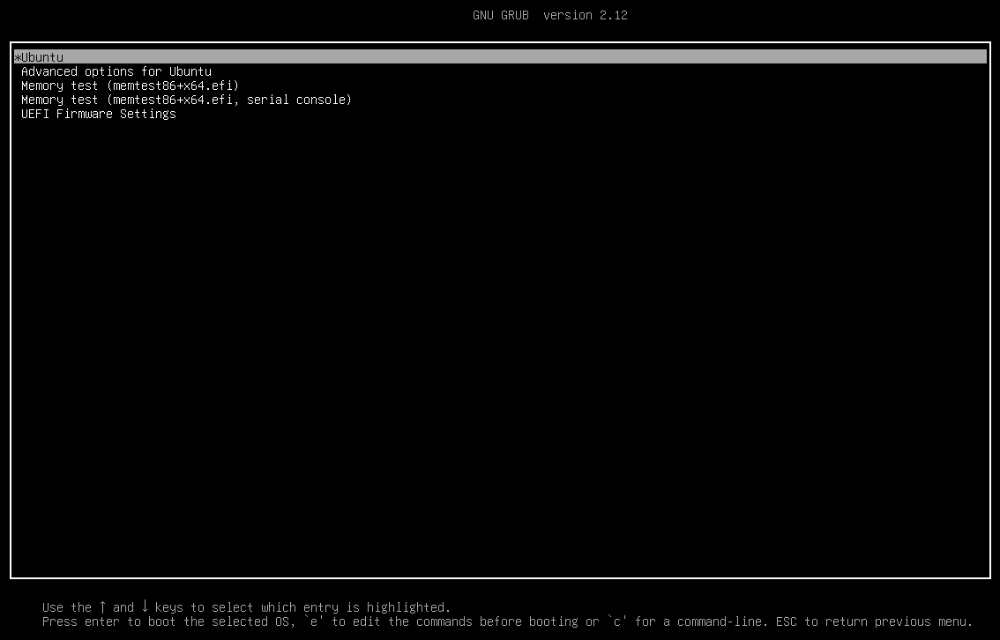 GNU GRUB  version 2.12
*Ubuntu
Advanced options for Ubuntu
Memory test (memtest86+x64.efi)
Memory test (memtest86+x64.efi, serial console)
UEFI Firmware Settings
Use the ↑ and ↓ keys to select which entry is highlighted.
Press enter to boot the selected OS, `e' to edit the commands before booting or `c' for a command-line. ESC to return previous menu.